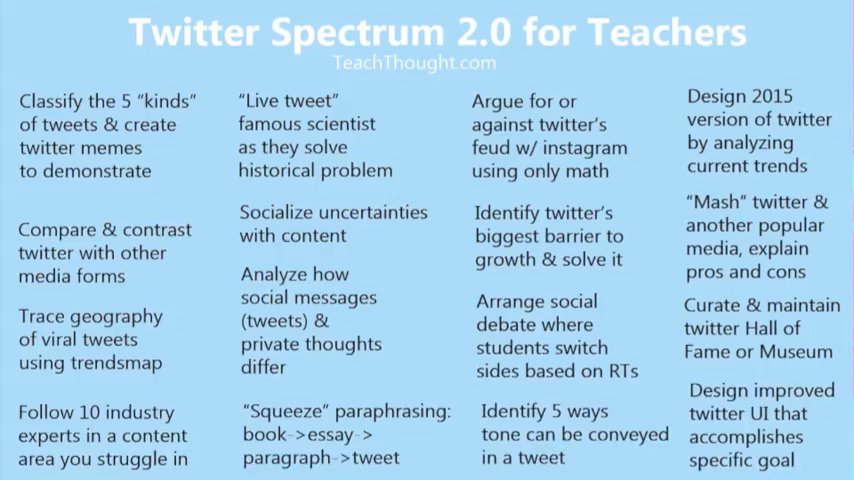 Twitter Spectrum 2.0 for Teachers
TeachThought.com
Classify the 5 “kinds”
of tweets & create
twitter memes
to demonstrate
Compare & contrast
twitter with other
media forms
Trace geography
of viral tweets
using trendsmap
Follow 10 industry
experts in a content
area you struggle in
“Live tweet”
famous scientist
as they solve
historical problem
Socialize uncertainties
with content
Analyze how
social messages
(tweets) &
private thoughts
differ
“Squeeze” paraphrasing:
book->essay->
paragraph->tweet
Argue for or
against twitter’s
feud w/ instagram
using only math
Identify twitter’s
biggest barrier to
growth & solve it
Arrange social
debate where
students switch
sides based on RTs
Identify 5 ways
tone can be conveyed
in a tweet
Design 2015
version of twitter
by analyzing
current trends
“Mash” twitter &
another popular
media, explain
pros and cons
Curate & maintain
twitter Hall of
Fame or Museum
Design improved
twitter UI that
accomplishes
specific goal